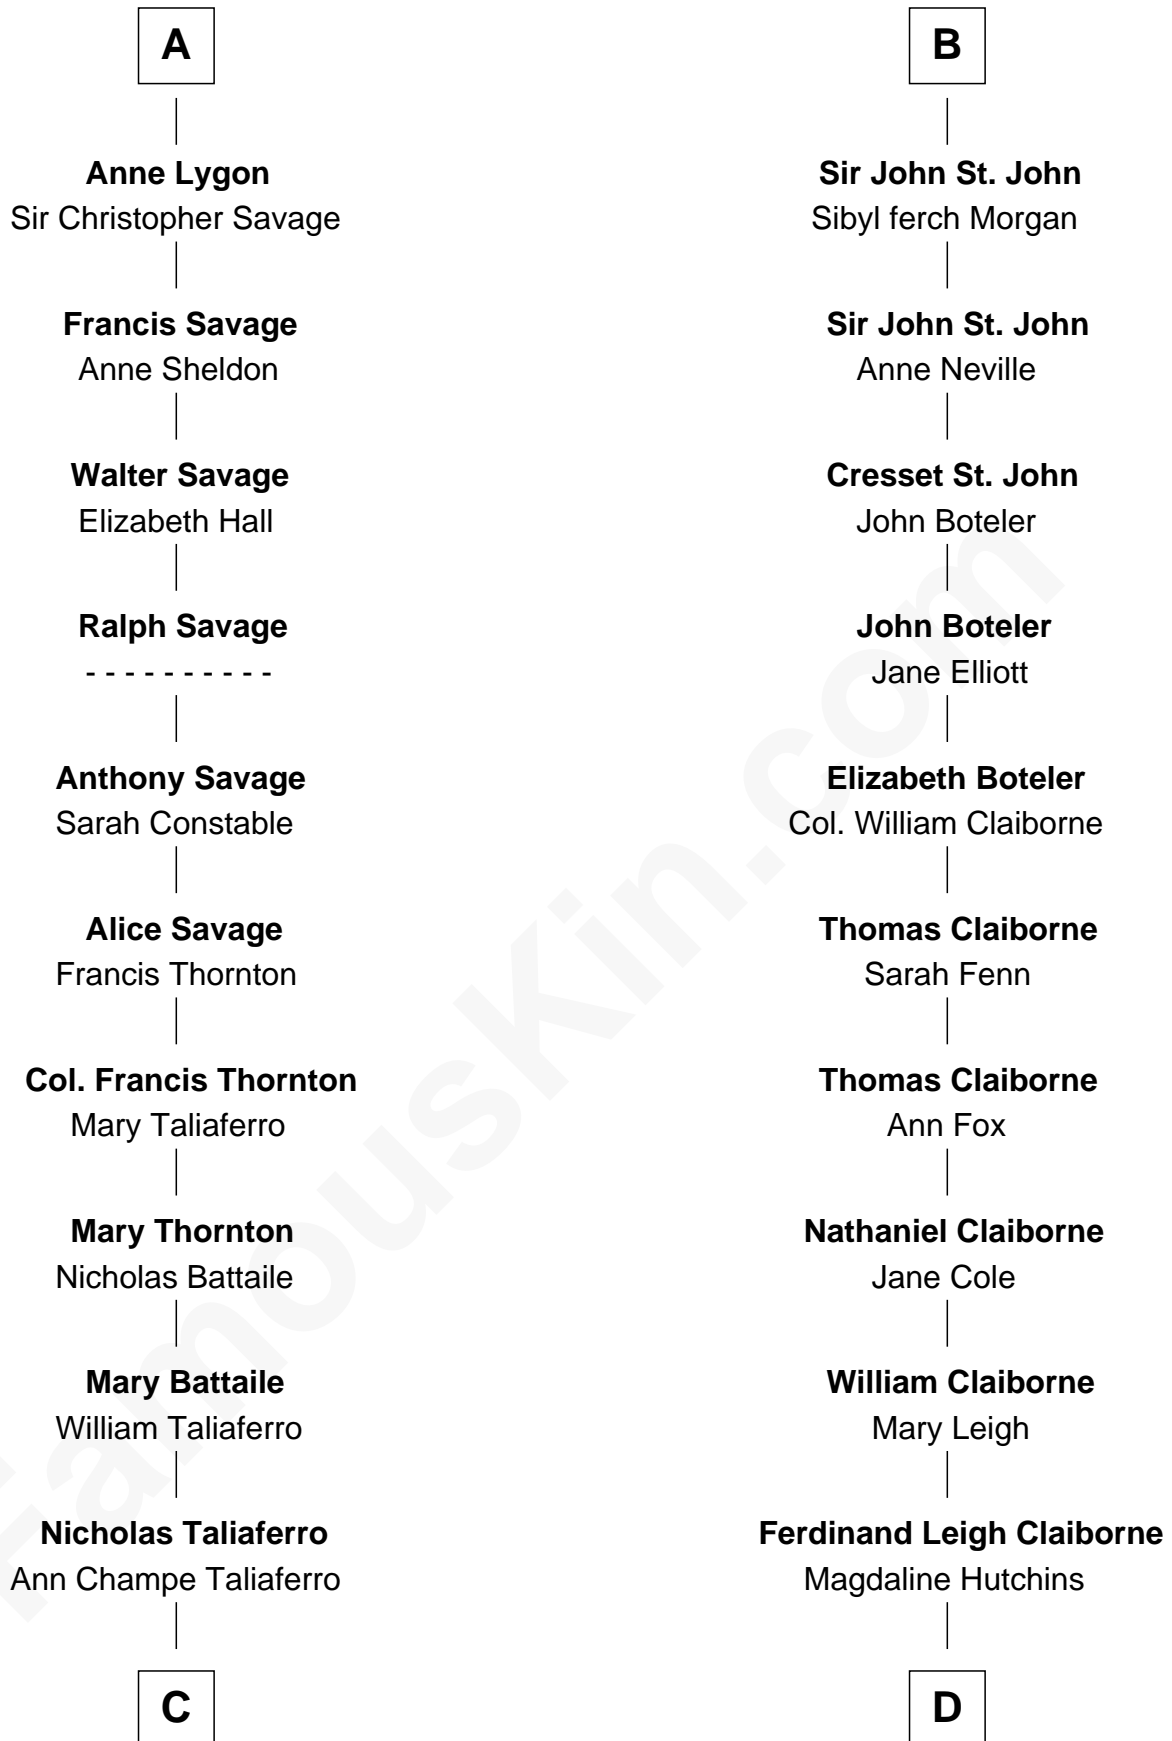 A
Anne Lygon
Sir Christopher Savage
Francis Savage
Anne Sheldon
Walter Savage
Elizabeth Hall
Ralph Savage
- - - - - - - - - -
Anthony Savage
Sarah Constable
Alice Savage
Francis Thornton
Col. Francis Thornton
Mary Taliaferro
Mary Thornton
Nicholas Battaile
Mary Battaile
William Taliaferro
Nicholas Taliaferro
Ann Champe Taliaferro
C
B
Sir John St. John
Sibyl ferch Morgan
Sir John St. John
Anne Neville
Cresset St. John
John Boteler
John Boteler
Jane Elliott
Elizabeth Boteler
Col. William Claiborne
Thomas Claiborne
Sarah Fenn
Thomas Claiborne
Ann Fox
Nathaniel Claiborne
Jane Cole
William Claiborne
Mary Leigh
Ferdinand Leigh Claiborne
Magdaline Hutchins
D
FamousKin.com